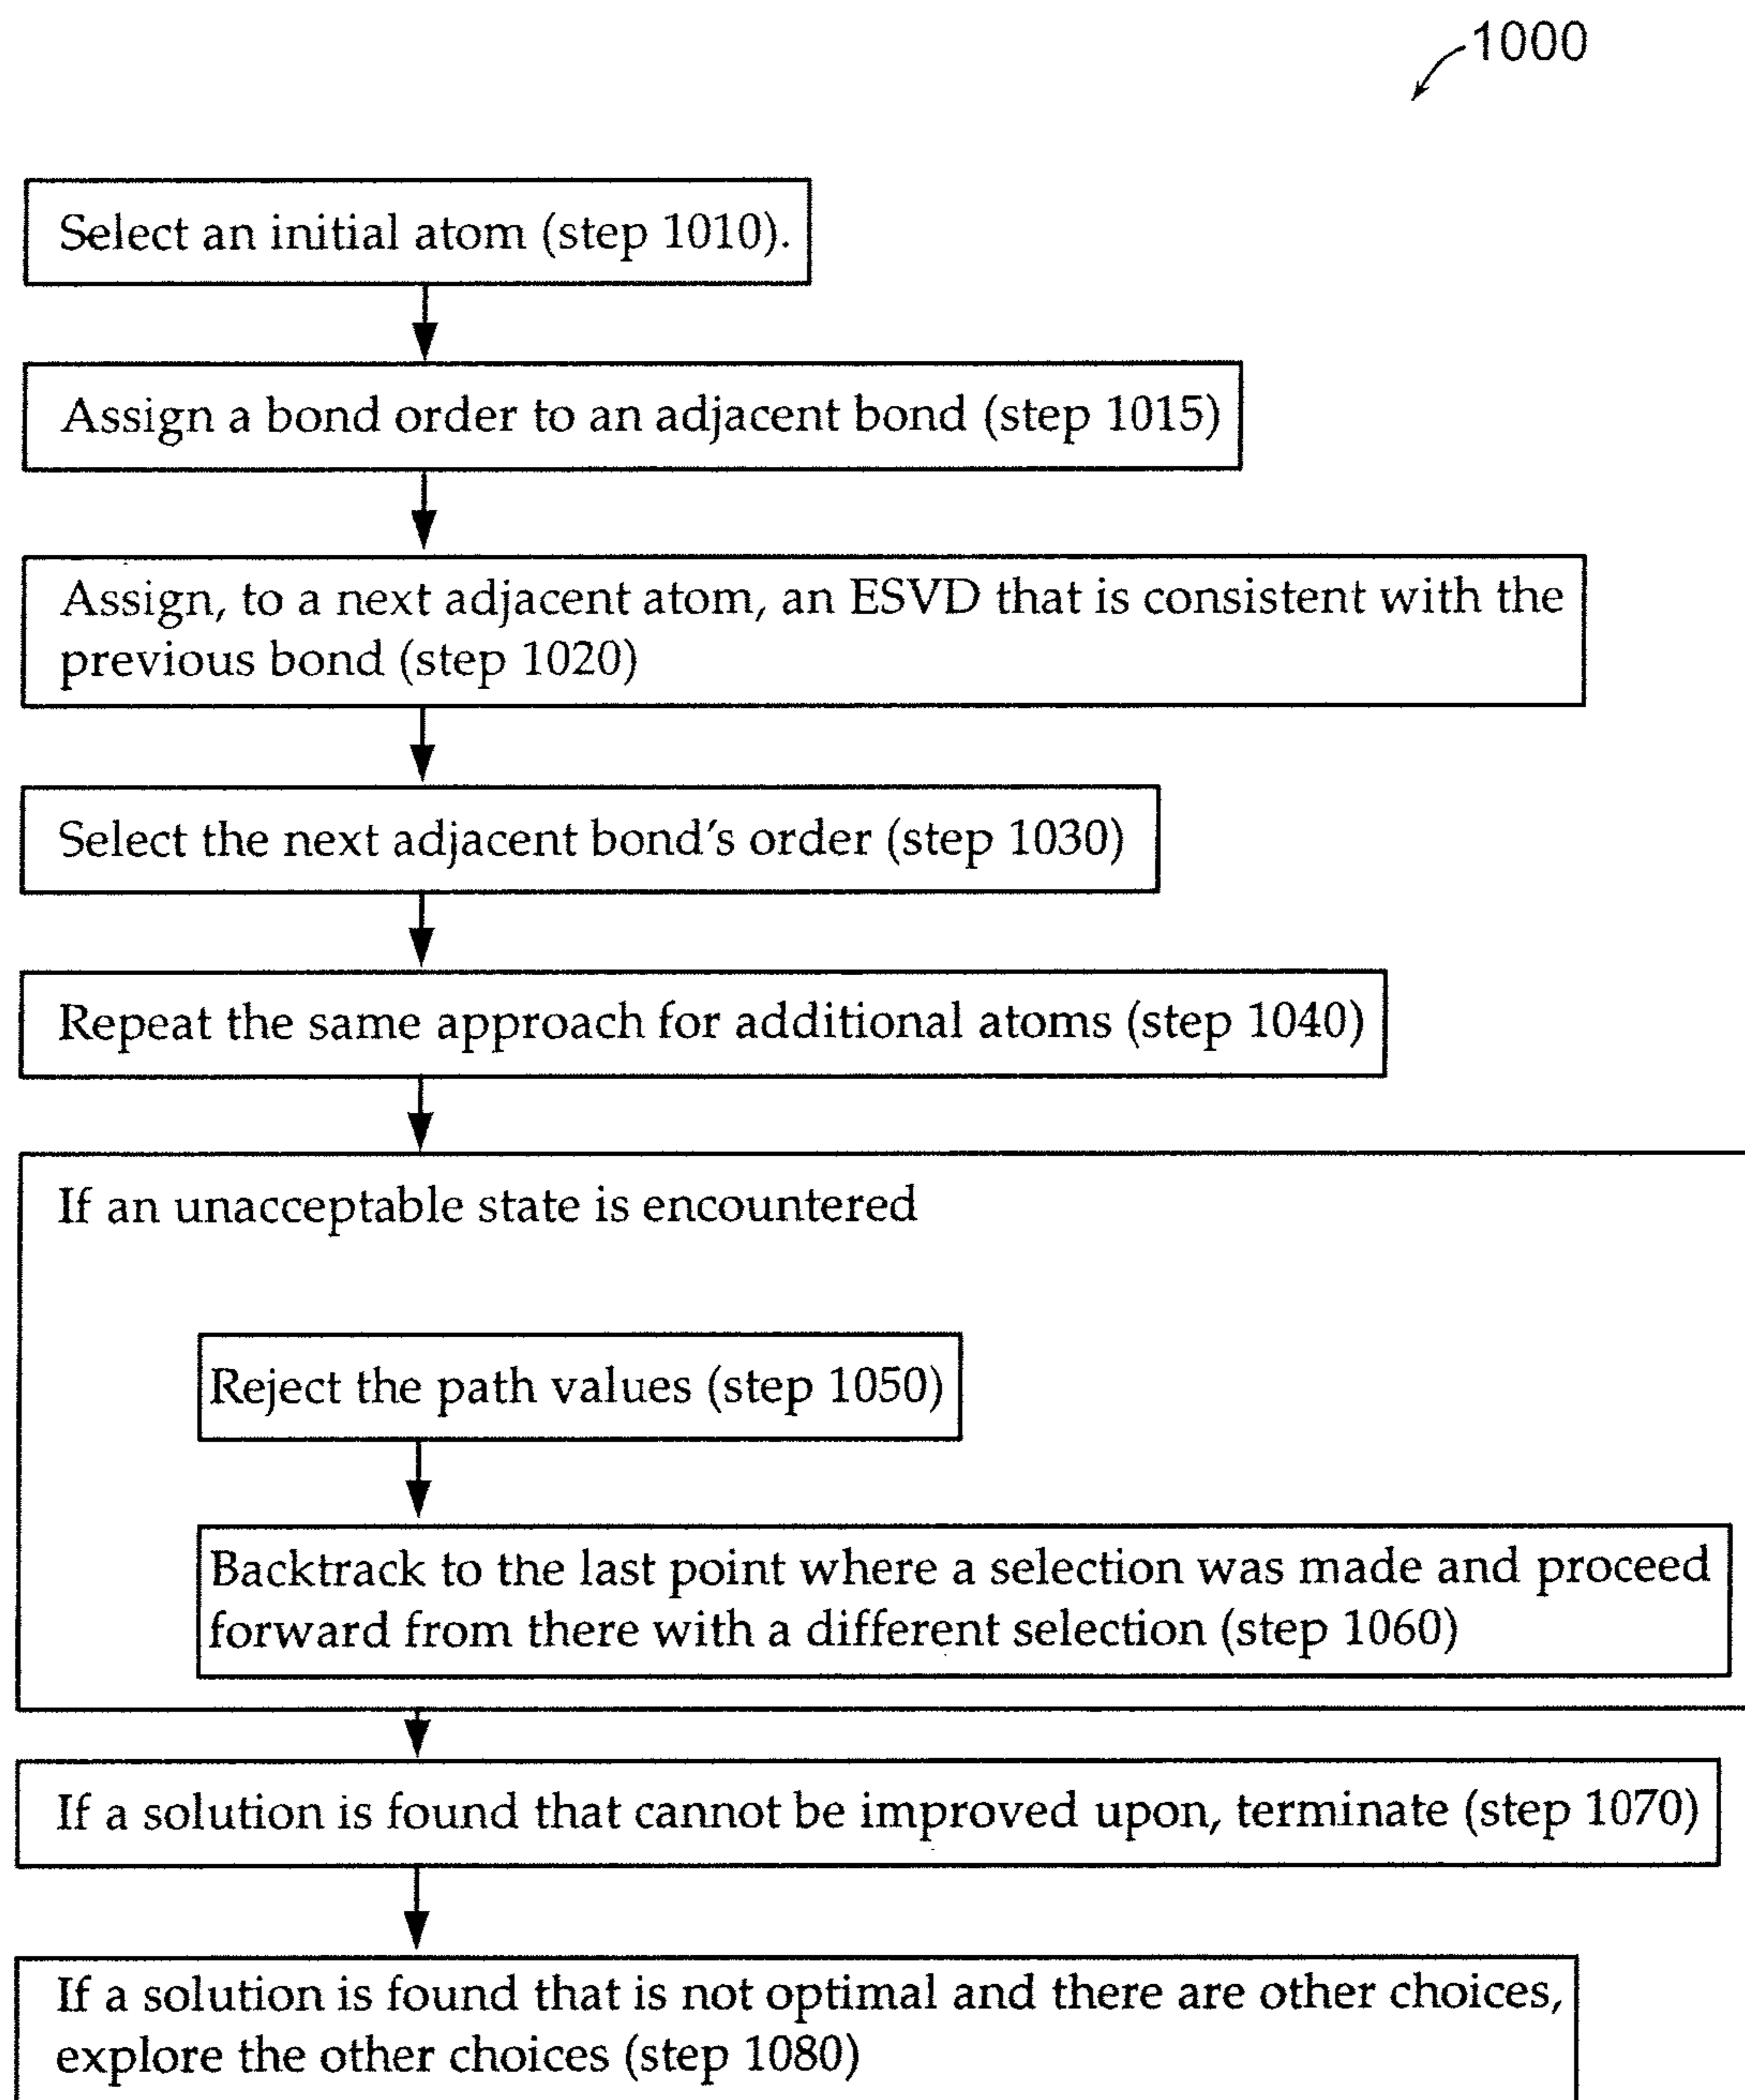 1000
Select an initial atom (step 1010).
Assign a bond order to an adjacent bond (step 1015)
Assign, to a next adjacent atom, an ESVD that is consistent with the
previous bond (step 1020)
Select the next adjacent bond's order (step 1030)
Repeat the same approach for additional atoms (step 1040)
If an unacceptable state is encountered
Reject the path values (step 1050)
Backtrack to the last point where a selection was made and proceed
forward from there with a different selection (step 1060)
If a solution is found that cannot be improved upon, terminate (step 1070)
If a solution is found that is not optimal and there are other choices,
explore the other choices (step 1080)